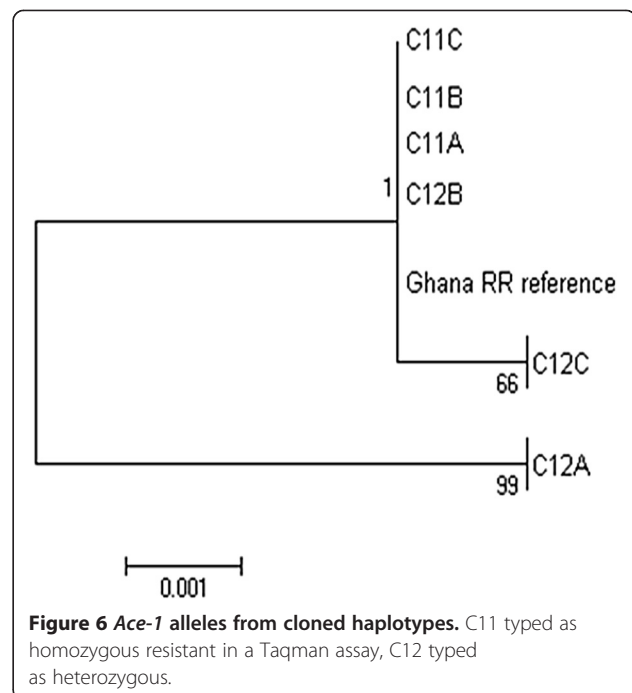 C11C
C11B
C11A
1 C12B
Ghana RR reference
66 C12C
99 C12A
0.001
Figure 6 Ace-1 alleles from cloned haplotypes. C11 typed as
homozygous resistant in a Taqman assay, C12 typed
as heterozygous.